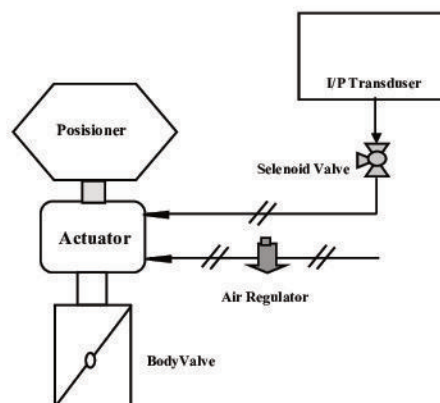 I/P Transduser
Posisioner
Selenoid Valve
Actuator
Air Regulator
BodyValve